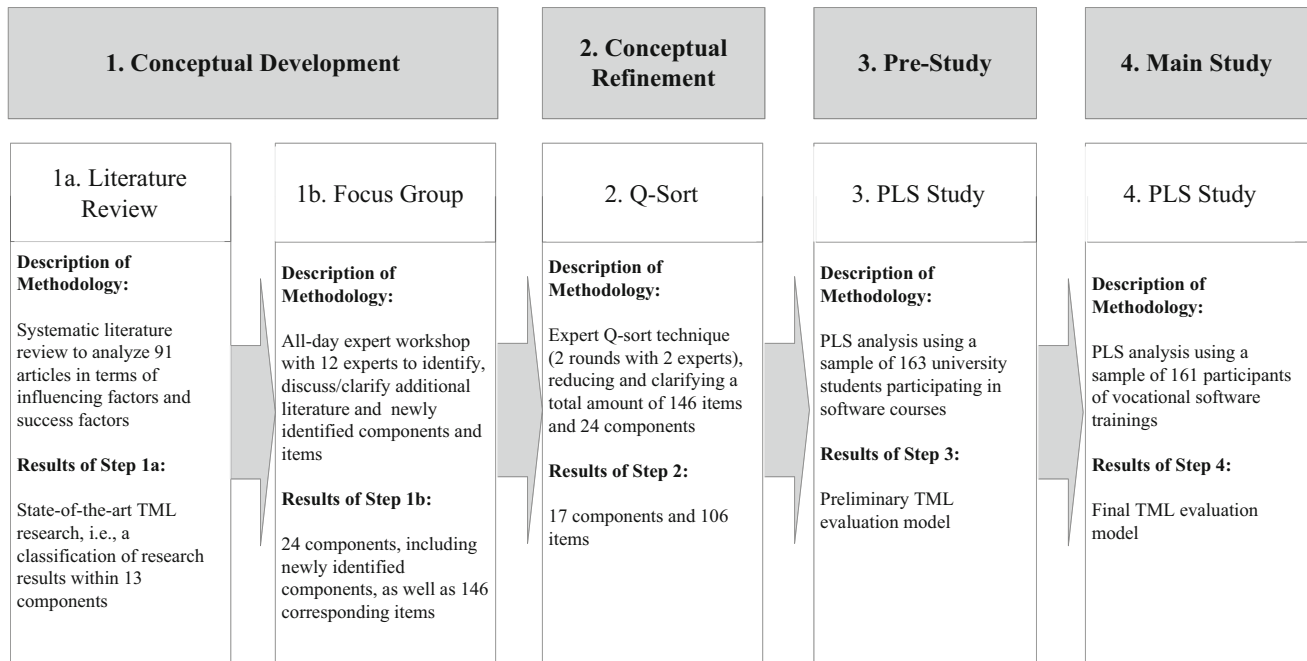 1. Conceptual Development
2. Conceptual
Refinement
3. Pre-Study
4. Main Study
1a. Literature
Review
Description of
Methodology:
Systematic literature
review to analyze 91
articles in terms of
influencing factors and
success factors
Results of Step 1a:
State-of-the-art TML
research, i.e., a
classification of research
results within 13
components
1b. Focus Group
Description of
Methodology:
All-day expert workshop
with 12 experts to identify,
discuss/clarify additional
literature and newly
identified components and
items
Results of Step 1b:
24 components, including
newly identified
components, as well as 146
corresponding items
2. Q-Sort
Description of
Methodology:
Expert Q-sort technique
(2 rounds with 2 experts),
reducing and clarifying a
total amount of 146 items
and 24 components
Results of Step 2:
17 components and 106
items
3. PLS Study
Description of
Methodology:
PLS analysis using a
sample of 163 university
students participating in
software courses
Results of Step 3:
Preliminary TML
evaluation model
4. PLS Study
Description of
Methodology:
PLS analysis using a
sample of 161 participants
of vocational software
trainings
Results of Step 4:
Final TML evaluation
model